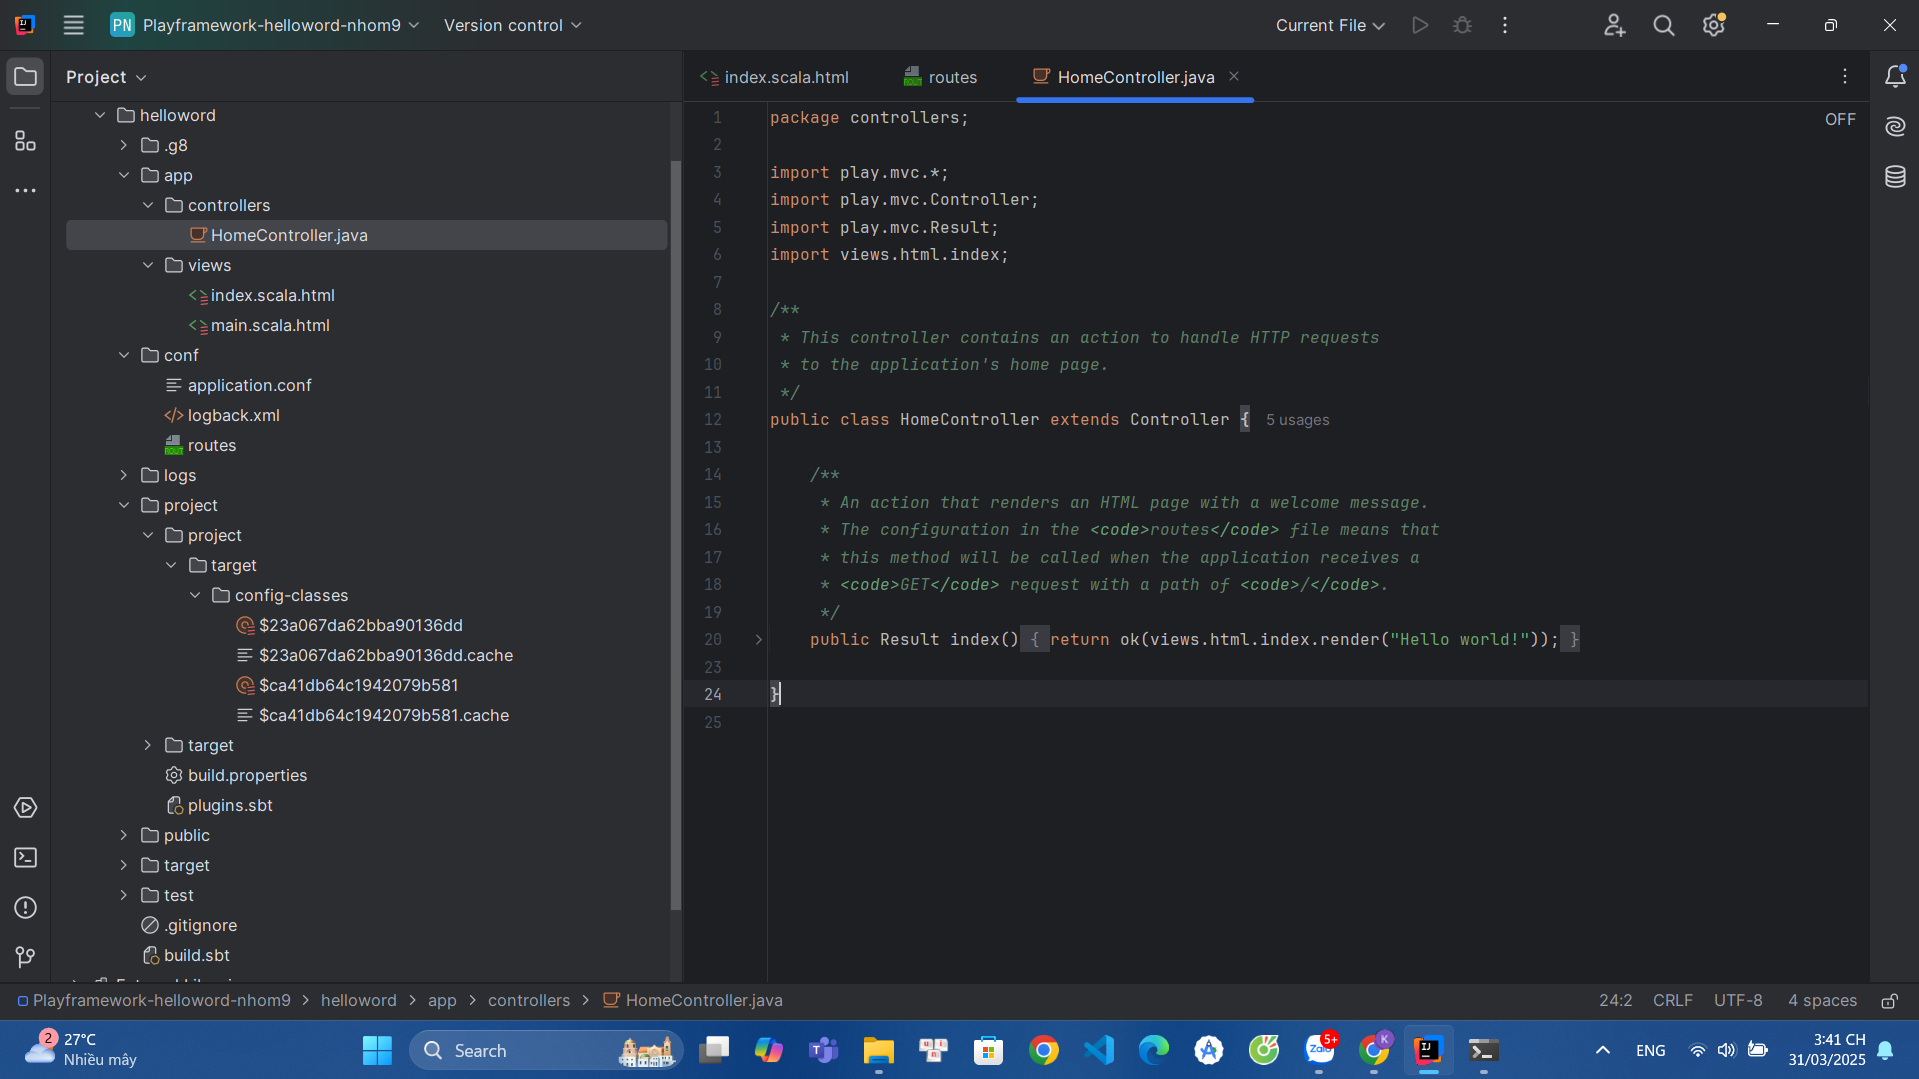 PN Playframework-helloword-nhom9 Version control Current File
Project
index.scala.html routes HomeController.java
OFF
helloword
.g8
app
controllers
HomeController.java
views
index.scala.html
main.scala.html
conf
application.conf
logback.xml
routes
logs
project
project
target
config-classes
$23a067da62bba90136dd
$23a067da62bba90136dd.cache
$ca41db64c1942079b581
$ca41db64c1942079b581.cache
target
build.properties
plugins.sbt
public
target
test
.gitignore
build.sbt
1 package controllers;
2
3 import play.mvc.*;
4 import play.mvc.Controller;
5 import play.mvc.Result;
6 import views.html.index;
7
8 /**
9 * This controller contains an action to handle HTTP requests
10 * to the application's home page.
11 */
12 public class HomeController extends Controller { 5 usages
13
14 /**
15 * An action that renders an HTML page with a welcome message.
16 * The configuration in the <code>routes</code> file means that
17 * this method will be called when the application receives a
18 * <code>GET</code> request with a path of <code>/</code>.
19 */
20 public Result index() { return ok(views.html.index.render("Hello world!")); }
23
24 }
25
Playframework-helloword-nhom9 > helloword > app > controllers > HomeController.java 24:2 CRLF UTF-8 4 spaces
2 27°C
Nhiều mây
Search
Zalo 5+
K
ENG
3:41 CH
31/03/2025